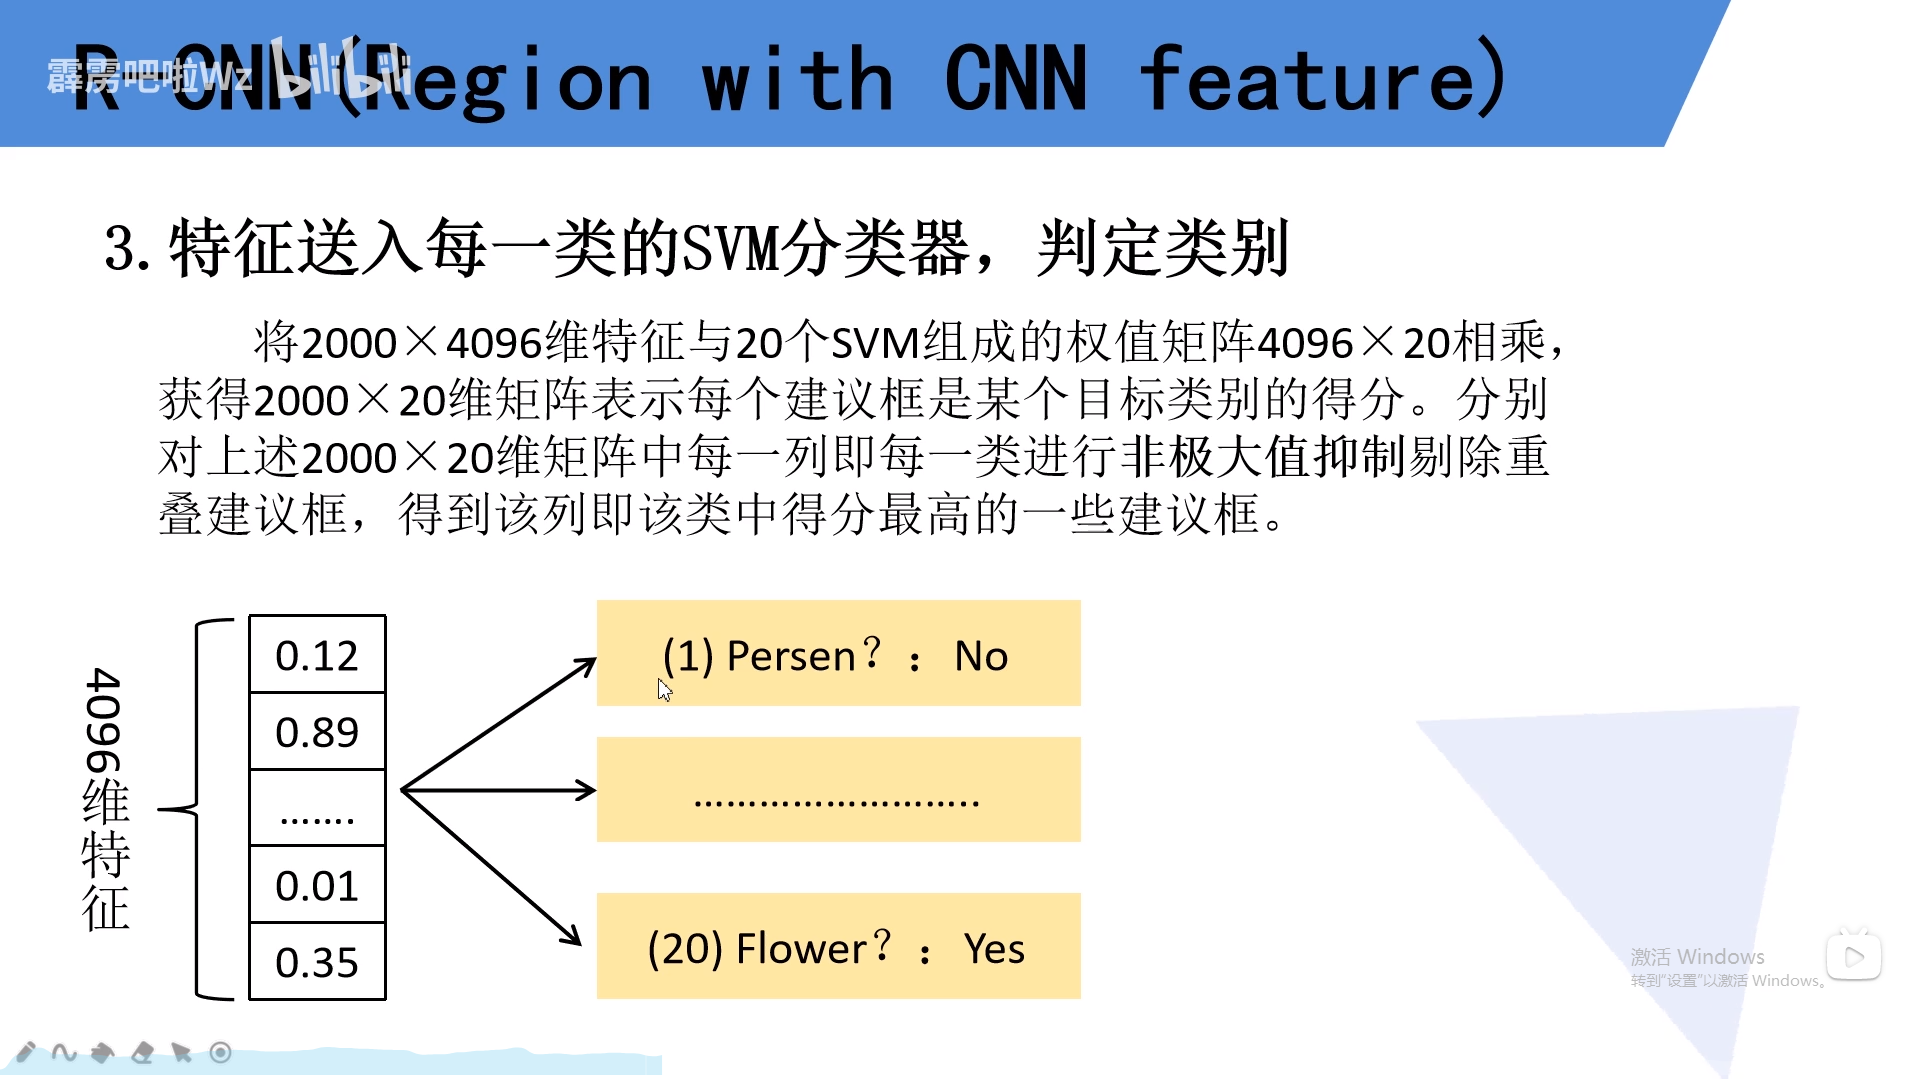 R-CNN(Region with CNN feature)
霹雳吧啦Wz bilibili
3.特征送入每一类的SVM分类器，判定类别
将2000×4096维特征与20个SVM组成的权值矩阵4096×20相乘，
获得2000×20维矩阵表示每个建议框是某个目标类别的得分。分别
对上述2000×20维矩阵中每一列即每一类进行非极大值抑制剔除重
叠建议框，得到该列即该类中得分最高的一些建议框。
4096维特征
0.12
0.89
.......
0.01
0.35
(1) Persen？：No
..........................
(20) Flower？：Yes
激活 Windows
转到“设置”以激活 Windows。